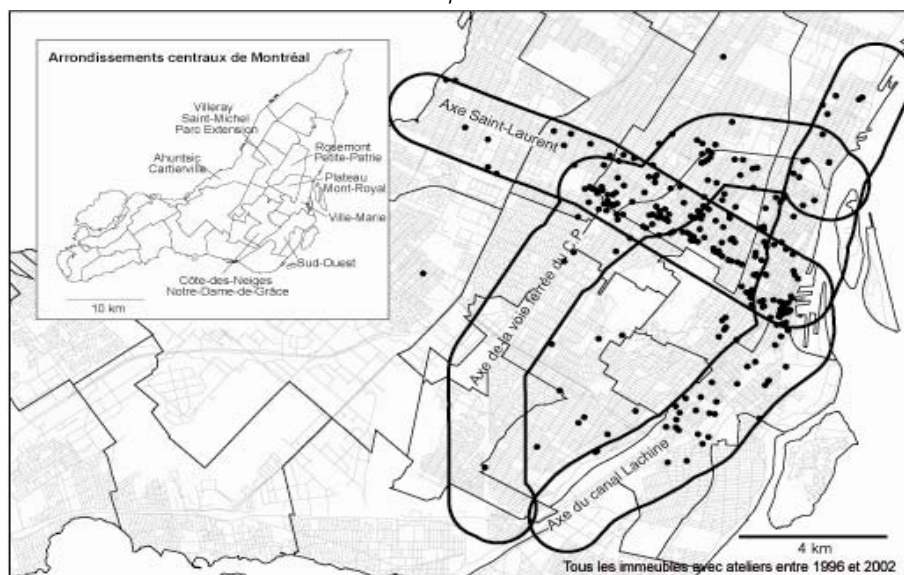 Arrondissements centraux de Montréal
Villeray
Saint-Michel
Parc Extension
Ahuntsic
Cartierville
Rosemont
Petite-Patrie
Plateau
Mont-Royal
Ville-Marie
Sud-Ouest
Côte-des-Neiges
Notre-Dame-de-Grâce
10 km
Axe Saint-Laurent
Axe de la voie ferrée du C.P.
Axe du canal Lachine
4 km
Tous les immeubles avec ateliers entre 1996 et 2002